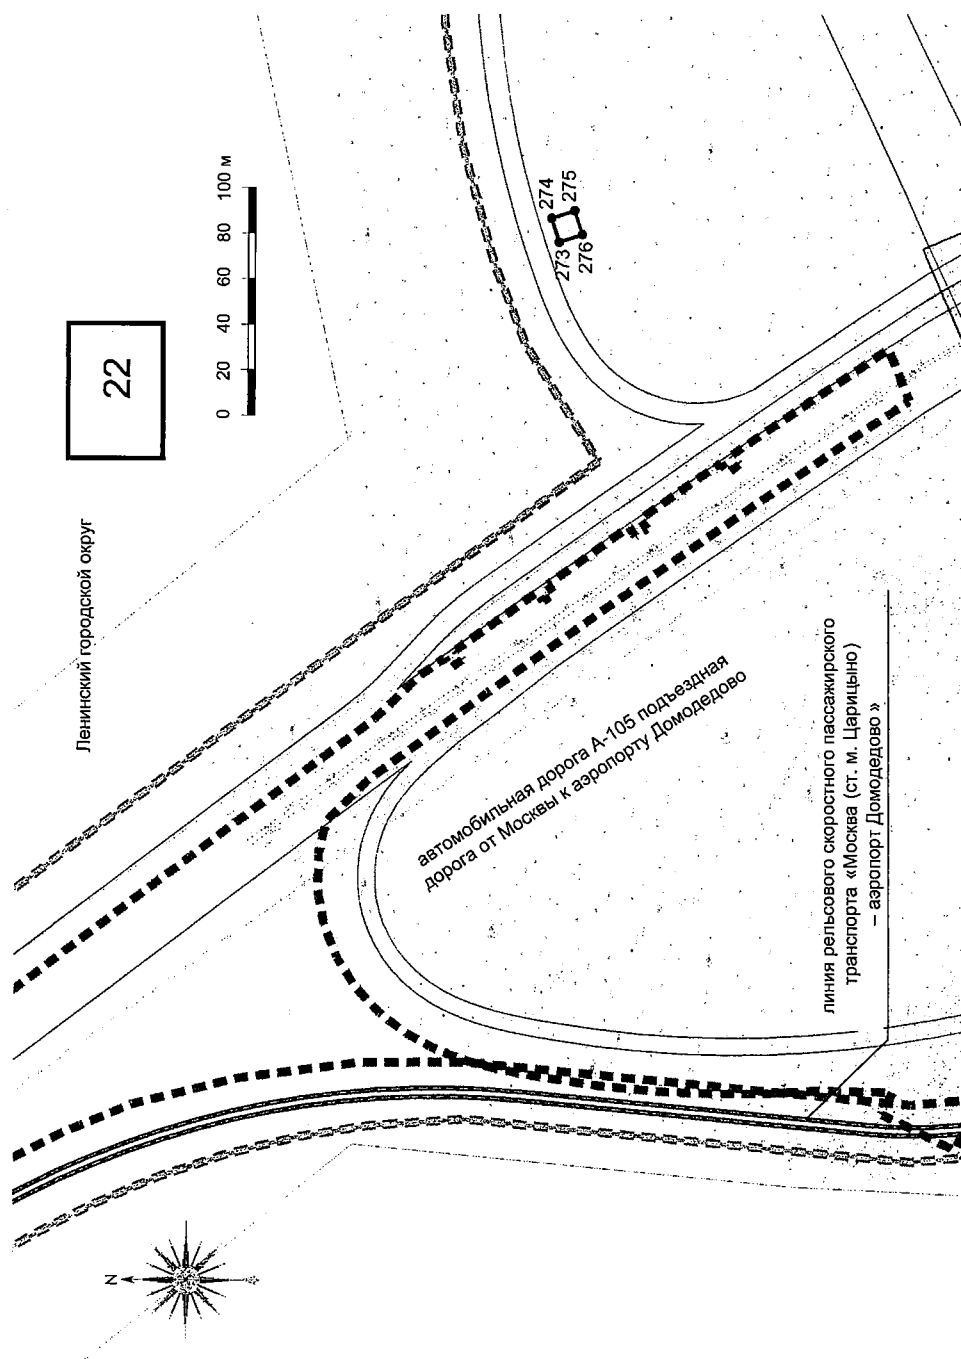 Ленинский городской округ
22
0 20 40 60 80 100 м
273
274
275
276
автомобильная дорога А-105 подъездная
дорога от Москвы к аэропорту Домодедово
линия рельсового скоростного пассажирского
транспорта «Москва (ст. м. Царицыно)
– аэропорт Домодедово »
N